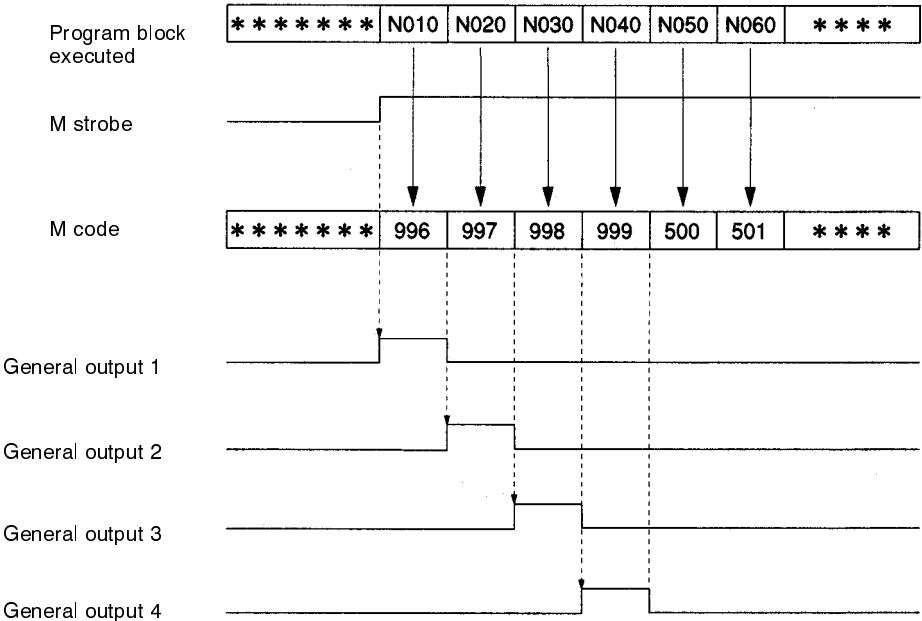 Program block
executed
******* N010 N020 N030 N040 N050 N060 ****
M strobe
M code
******* 996 997 998 999 500 501 ****
General output 1
General output 2
General output 3
General output 4